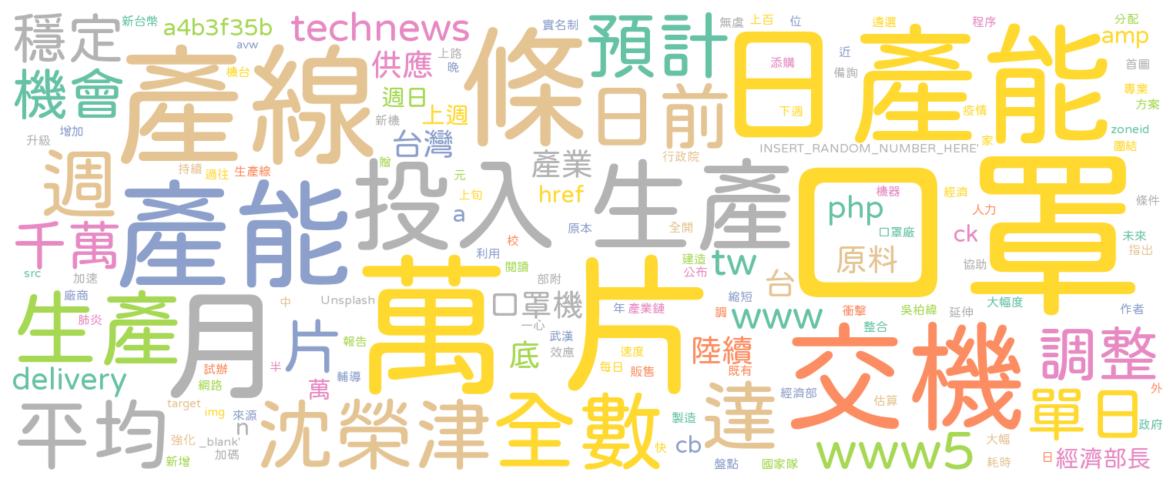 穩定
新台幣
a4b3f35b
technews
實名制
預計
無虞
上百
位
遴選
程序
分配
amp
avw
機會
產線
機台
供應
上路
晚
條
日前
日產能
添購
近
備詢
首圖
專業
方案
升級
增加
週日
上週
新機
台灣
下週
疫情
家
zoneid
團結
INSERT_RANDOM_NUMBER_HERE'
週
持續
過往
生產線
贈
產業
行政院
元
上旬
href
產能
投入
生產
口罩
機器
經濟
條件
php
人力
千萬
a
校
原本
全開
口罩廠
ck
未來
指出
原料
src
加速
利用
閱讀
部附
建造
公布
tw
台
協助
廠商
生產
月
中
Unsplash
萬片
口罩機
縮短
年
產業鏈
調
www
衝擊
吳柏緯
延伸
大幅度
作者
肺炎
一心
武漢
整合
片
報告
底
效應
速度
陸續
交機
調整
試辦
半
每日
販售
既有
delivery
網路
萬
輔導
經濟部
估算
外
平均
target
img
來源
n
沈榮津
全數
製造
達
單日
政府
強化
_blank'
新增
加碼
快
cb
盤點
國家隊
www5
大幅
耗時
日
經濟部長